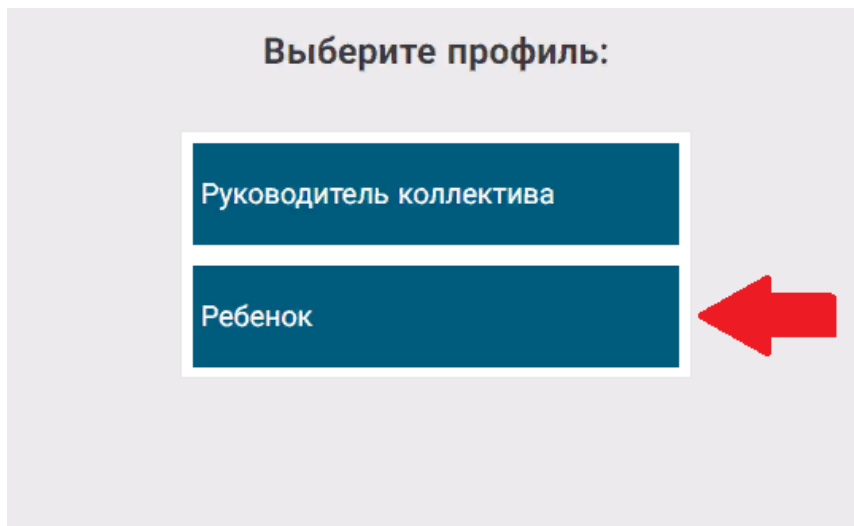 Выберите профиль:
Руководитель коллектива
Ребенок